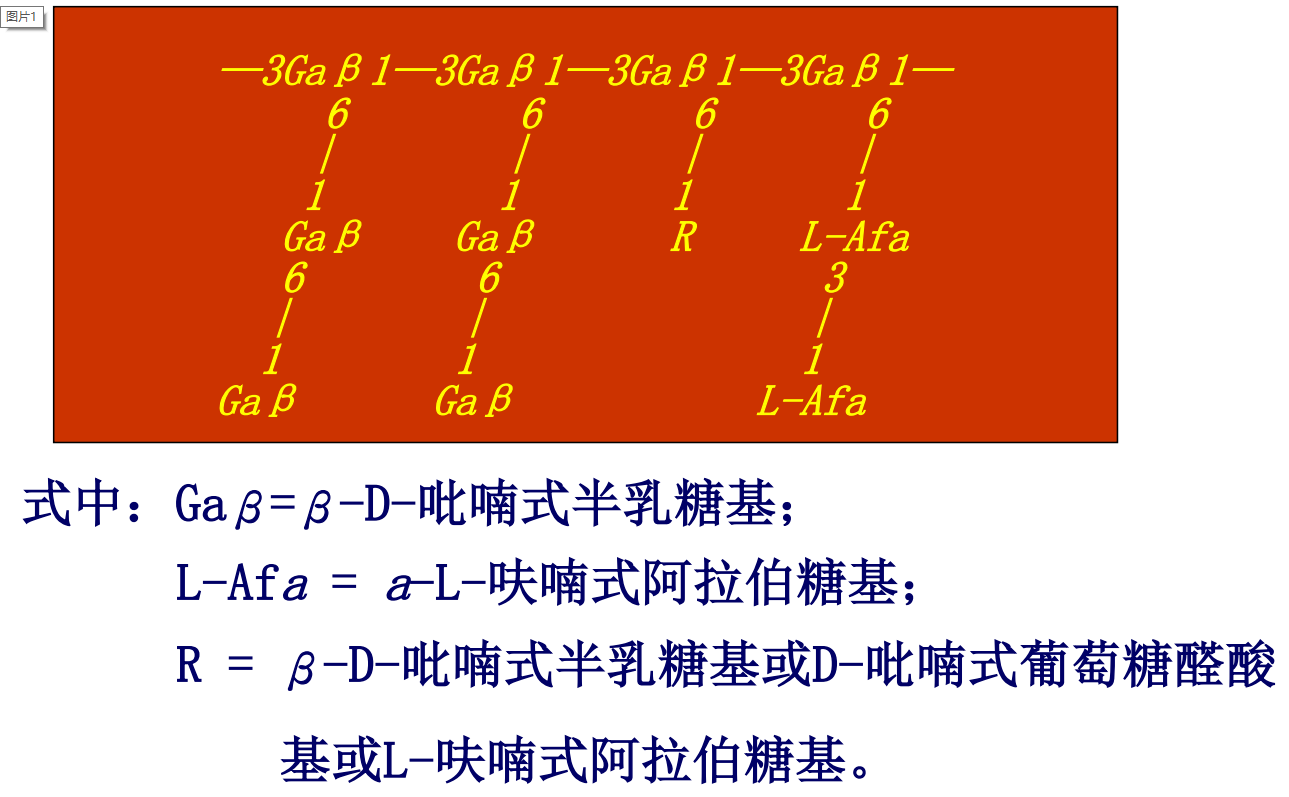 图片1
—3Gaβ1—3Gaβ1—3Gaβ1—3Gaβ1—
6 6 6 6
/ / / /
1 1 1 1
Gaβ Gaβ R L-Afa
6 6 3
/ / /
1 1 1
Gaβ Gaβ L-Afa
式中：Gaβ=β-D-吡喃式半乳糖基；
L-Afa = a-L-呋喃式阿拉伯糖基；
R = β-D-吡喃式半乳糖基或D-吡喃式葡萄糖醛酸
基或L-呋喃式阿拉伯糖基。